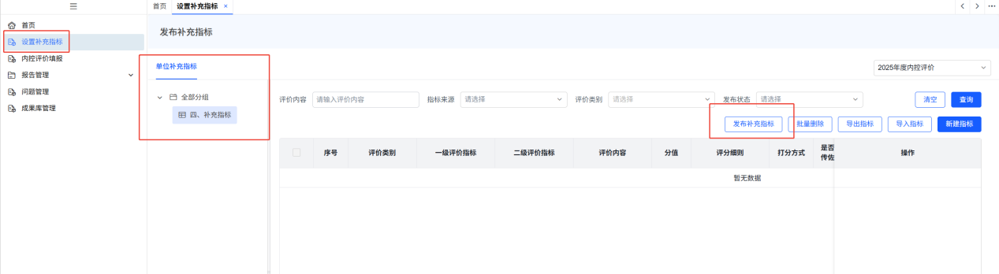 首页 设置补充指标 ×
首页
设置补充指标
内控评价填报
报告管理
问题管理
成果库管理
发布补充指标
单位补充指标
2025年度内控评价
全部分组
四、补充指标
评价内容 请输入评价内容 指标来源 请选择 评价类别 请选择 发布状态 请选择 清空 查询
发布补充指标 批量删除 导出指标 导入指标 新建指标
序号 评价类别 一级评价指标 二级评价指标 评价内容 分值 评分细则 打分方式 是否 操作
传佐
暂无数据